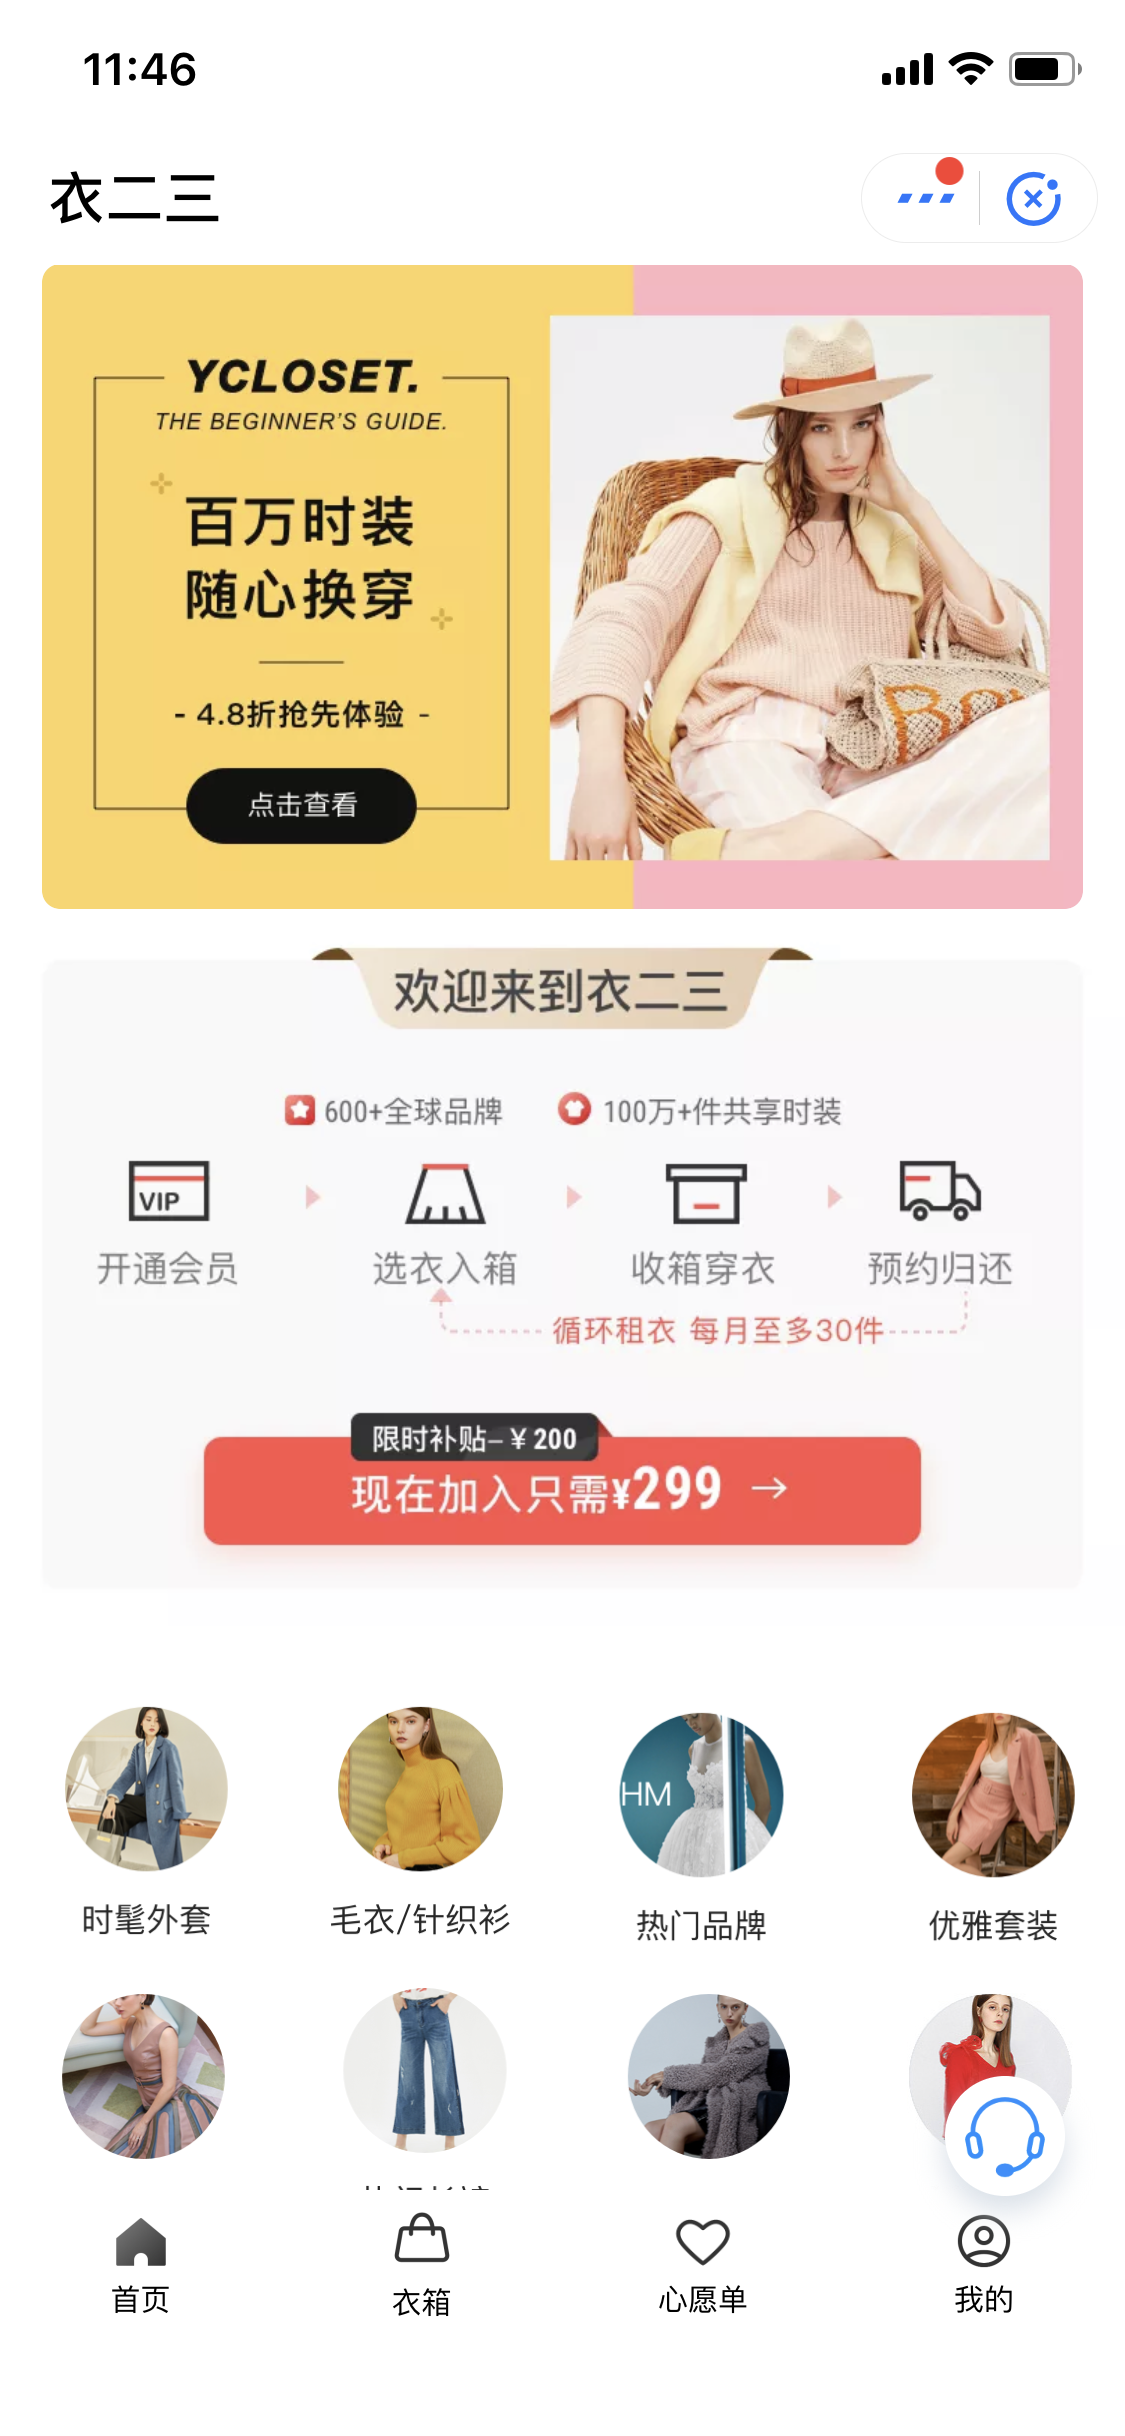 11:46
衣二三
YCLOSET.
THE BEGINNER'S GUIDE.
百万时装
随心换穿
- 4.8折抢先体验 -
点击查看
欢迎来到衣二三
600+全球品牌 100万+件共享时装
VIP
开通会员 选衣入箱 收箱穿衣 预约归还
循环租衣 每月至多30件
限时补贴–¥200
现在加入只需¥299 →
HM
时髦外套 毛衣/针织衫 热门品牌 优雅套装
首页 衣箱 心愿单 我的